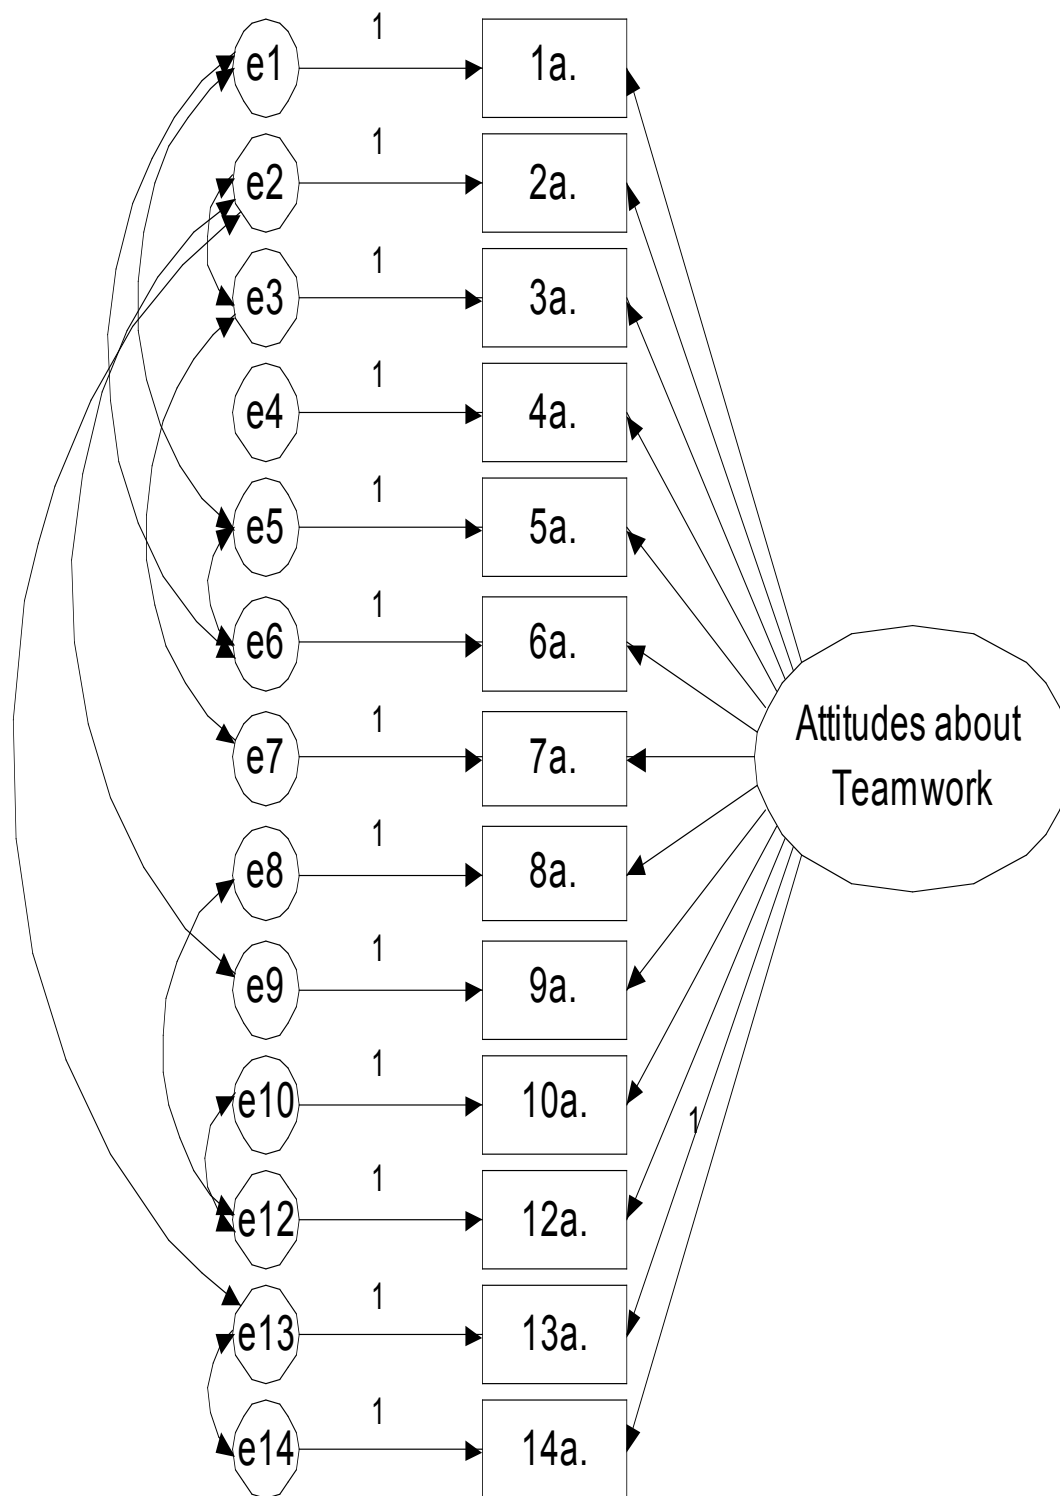 1
e1
1a.
1
e2
2a.
1
e3
3a.
1
e4
4a.
1
e5
5a.
1
e6
6a.
1
e7
7a.
Attitudes about
Teamwork
1
e8
8a.
1
e9
9a.
1
e10
10a.
1
1
e12
12a.
1
e13
13a.
1
e14
14a.